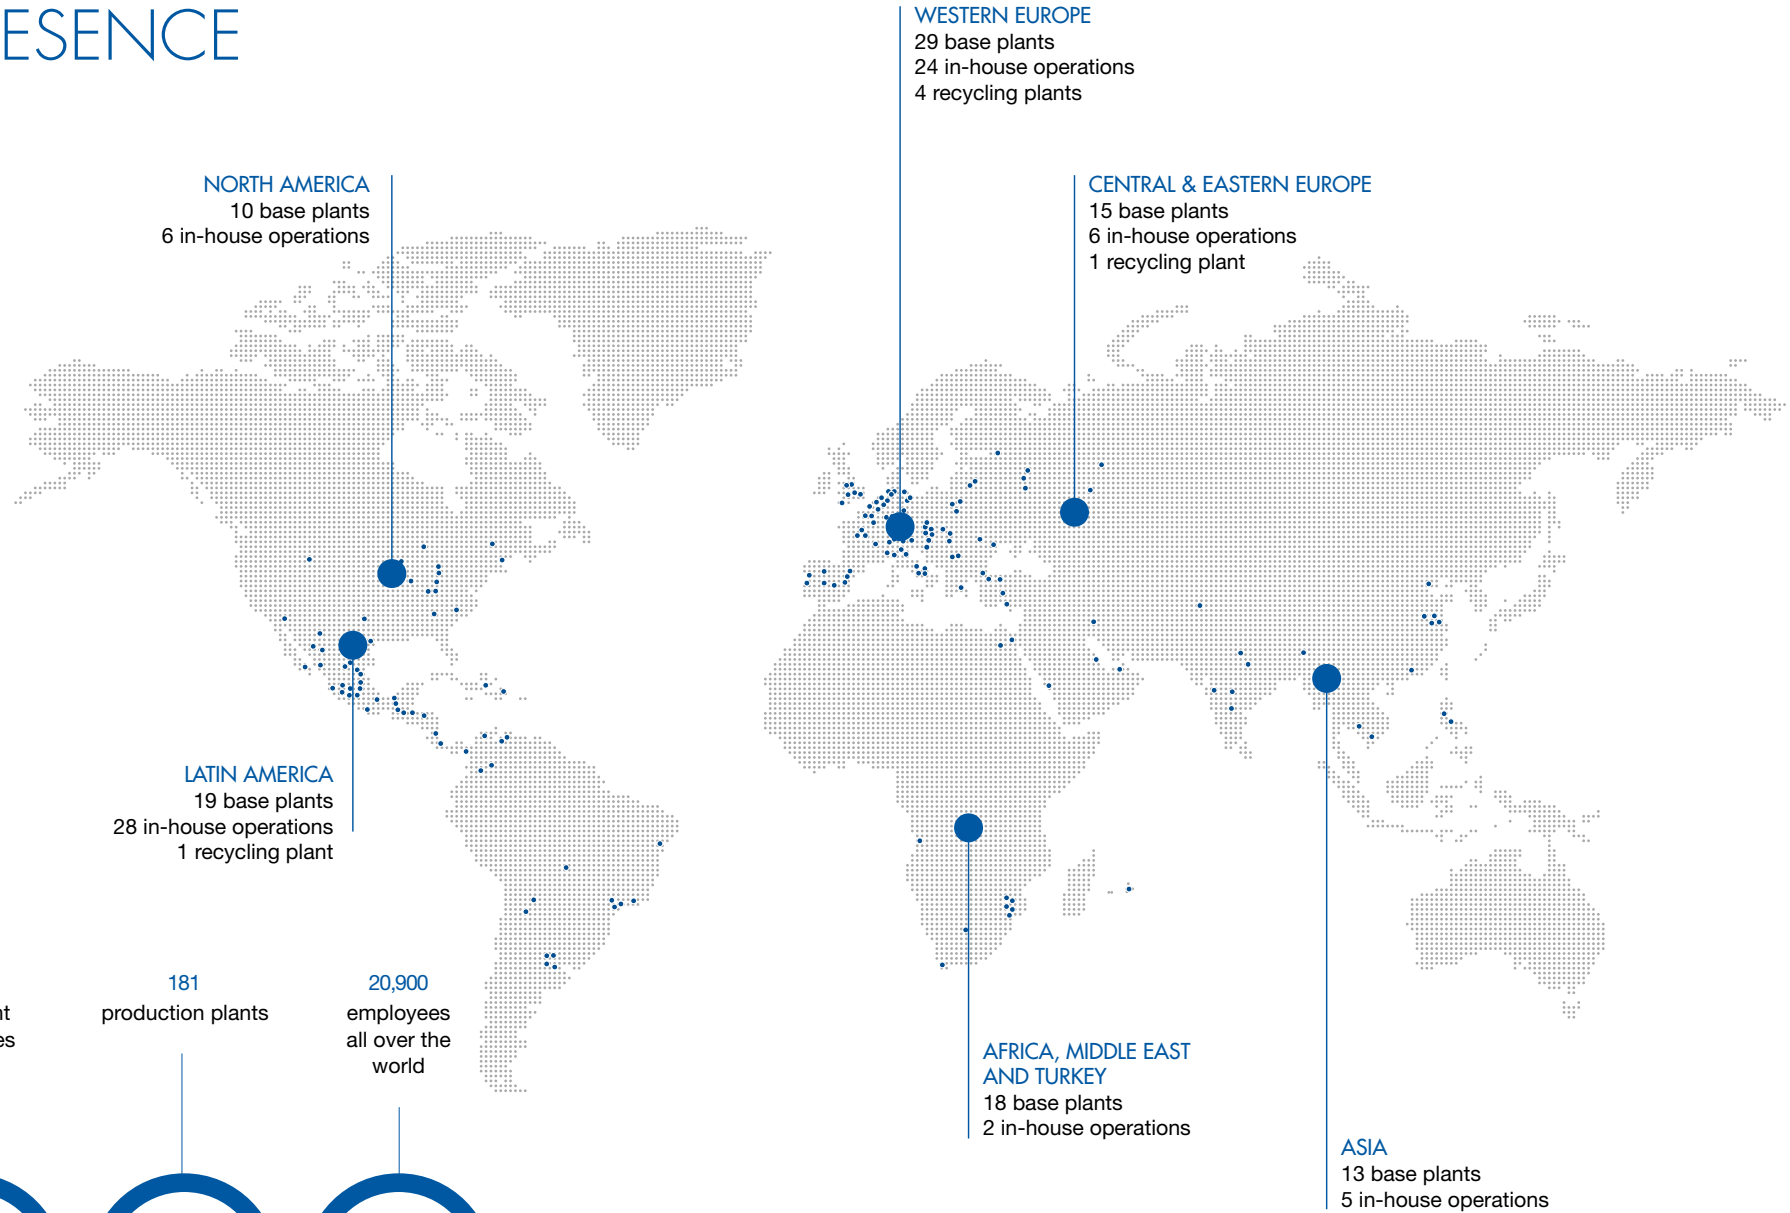 ESENCE
WESTERN EUROPE
29 base plants
24 in-house operations
4 recycling plants
NORTH AMERICA
10 base plants
6 in-house operations
CENTRAL & EASTERN EUROPE
15 base plants
6 in-house operations
1 recycling plant
LATIN AMERICA
19 base plants
28 in-house operations
1 recycling plant
181
production plants
20,900
employees
all over the
world
nt
es
AFRICA, MIDDLE EAST
AND TURKEY
18 base plants
2 in-house operations
ASIA
13 base plants
5 in-house operations